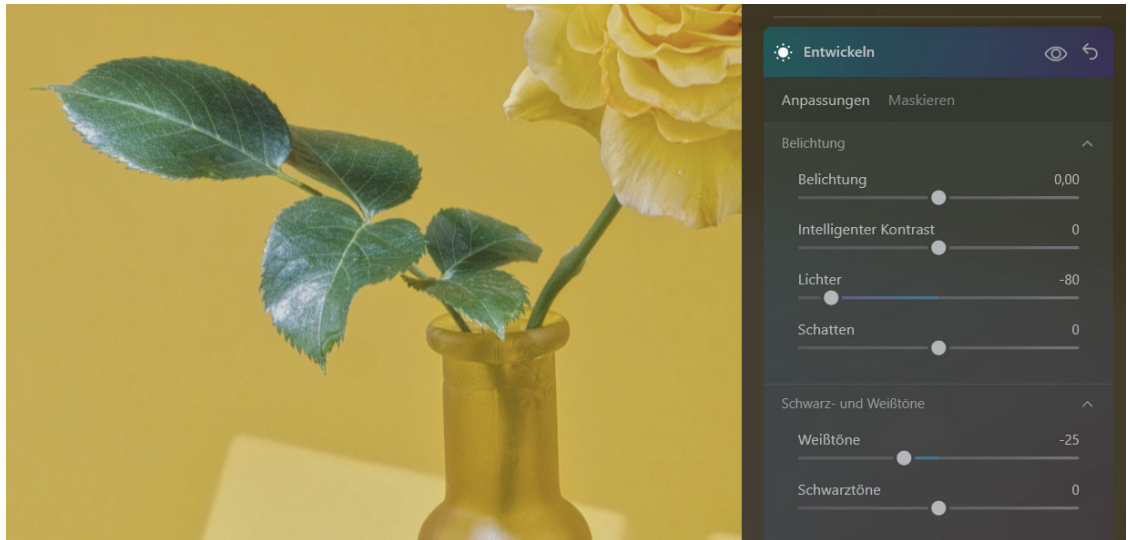 Entwickeln
Anpassungen Maskieren
Belichtung
Belichtung 0,00
Intelligenter Kontrast 0
Lichter -80
Schatten 0
Schwarz- und Weißtöne
Weißtöne -25
Schwarztöne 0